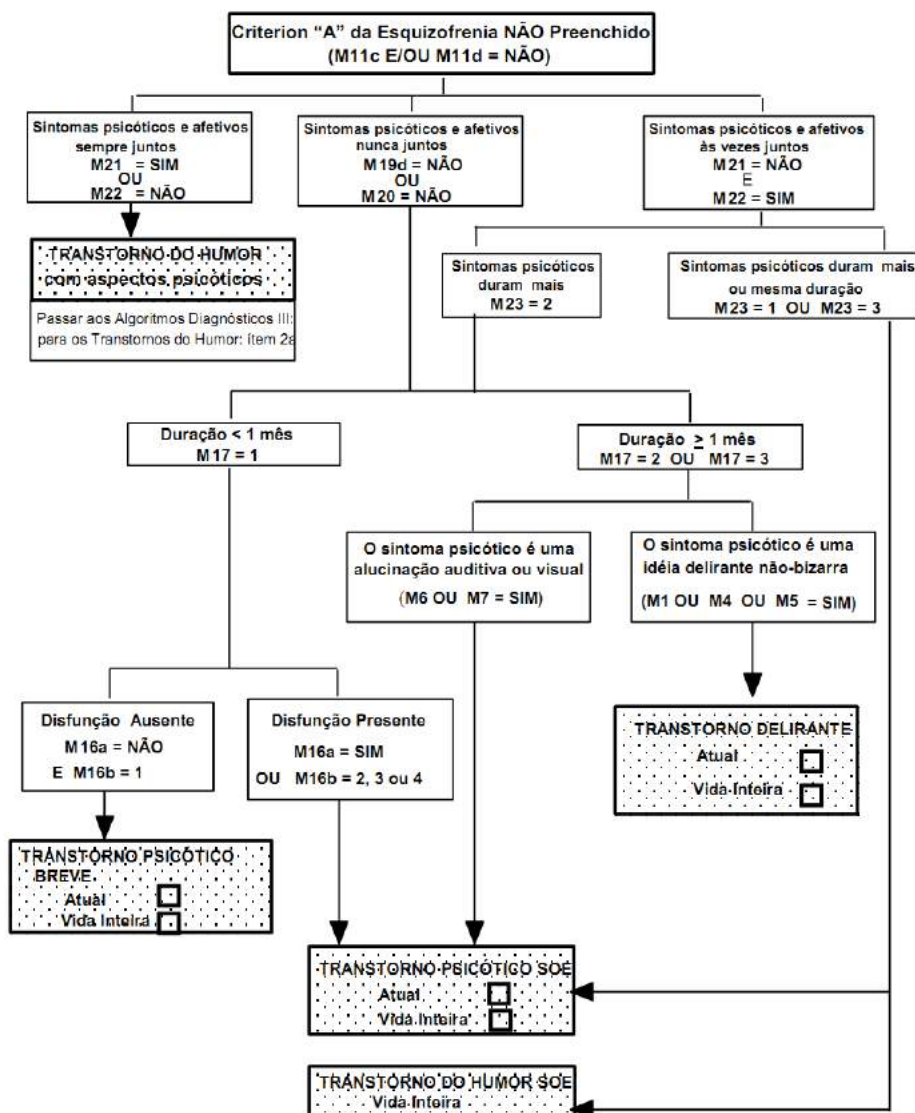 Criterion “A” da Esquizofrenia NÃO Preenchido
(M11c E/OU M11d = NÃO)
Sintomas psicóticos e afetivos
sempre juntos
M21 = SIM
OU
M22 = NÃO
Sintomas psicóticos e afetivos
nunca juntos
M19d = NÃO
OU
M20 = NÃO
Sintomas psicóticos e afetivos
às vezes juntos
M21 = NÃO
E
M22 = SIM
TRANSTORNO DO HUMOR
com aspectos psicóticos
Passar aos Algoritmos Diagnósticos III:
para os Transtornos do Humor: ítem 2a
Sintomas psicóticos
duram mais
M23 = 2
Sintomas psicóticos duram mais
ou mesma duração
M23 = 1 OU M23 = 3
Duração < 1 mês
M17 = 1
Duração ≥ 1 mês
M17 = 2 OU M17 = 3
O sintoma psicótico é uma
alucinação auditiva ou visual
(M6 OU M7 = SIM)
O sintoma psicótico é uma
idéia delirante não-bizarra
(M1 OU M4 OU M5 = SIM)
Disfunção Ausente
M16a = NÃO
E M16b = 1
Disfunção Presente
M16a = SIM
OU M16b = 2, 3 ou 4
TRANSTORNO DELIRANTE
Atual
Vida Inteira
TRANSTORNO PSICÓTICO
BREVE
Atual
Vida Inteira
TRANSTORNO PSICÓTICO SOE
Atual
Vida Inteira
TRANSTORNO DO HUMOR SOE
Vida Inteira